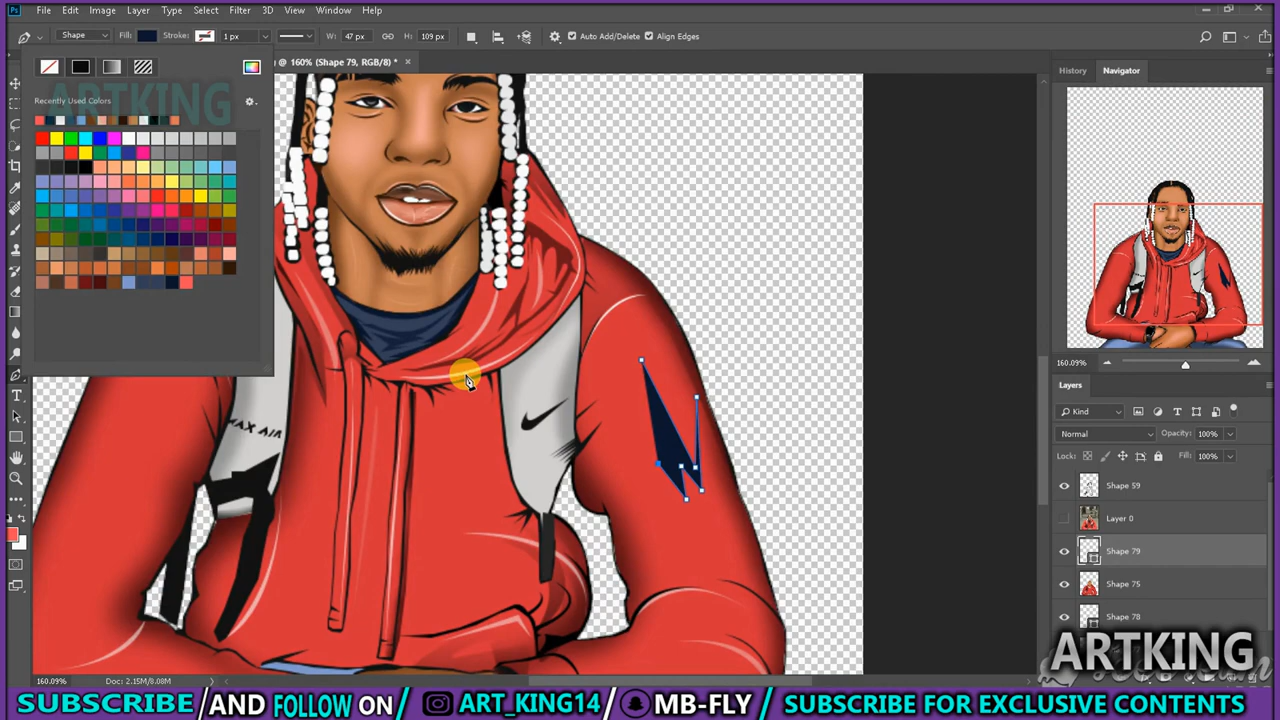 Ps File Edit Image Layer Type Select Filter 3D View Window Help
Shape Fill: Stroke: 1 px W: 47 px H: 109 px Auto Add/Delete Align Edges
@ 160% (Shape 79, RGB/8) * ×
History Navigator
ARTKING
Recently Used Colors
160.09%
Layers
Kind
Normal Opacity: 100%
Lock: Fill: 100%
MAX AIR
Shape 59
Layer 0
Shape 79
Shape 75
Shape 78
ARTKING
160.09% Doc: 2.15M/8.08M
SUBSCRIBE/AND FOLLOW ON / ART_KING14/ MB-FLY / SUBSCRIBE FOR EXCLUSIVE CONTENTS